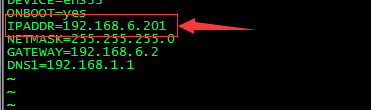 DEVICE=ens33
ONBOOT=yes
IPADDR=192.168.6.201
NETMASK=255.255.255.0
GATEWAY=192.168.6.2
DNS1=192.168.1.1
~
~
~